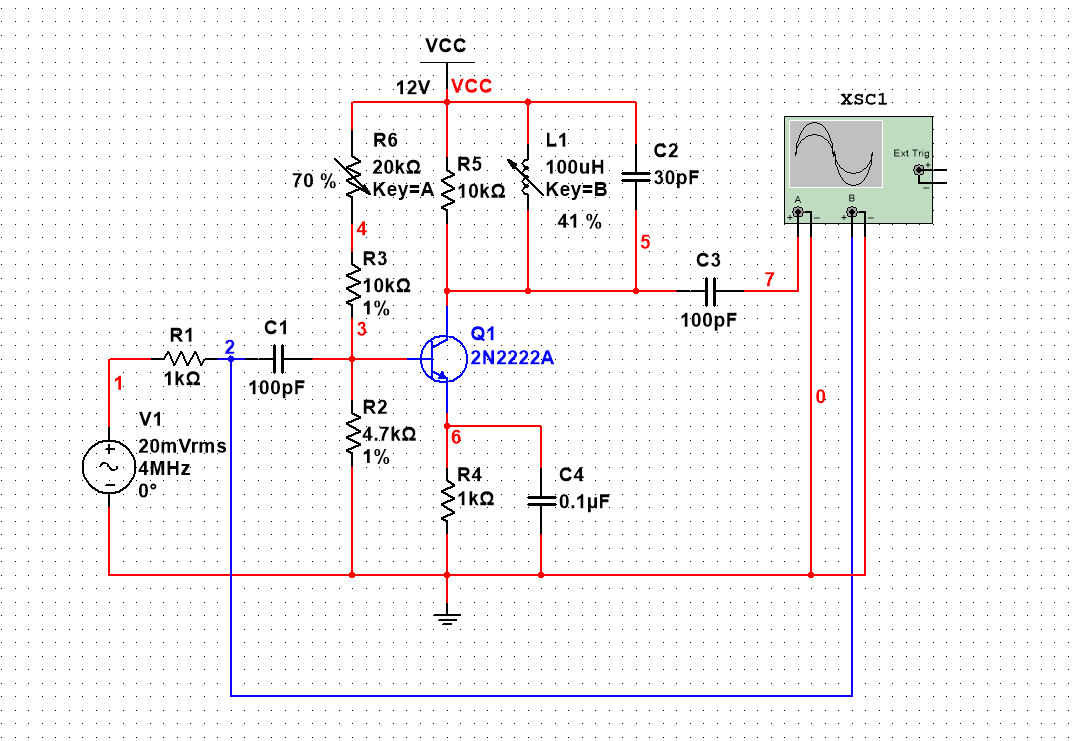 VCC
12V
VCC
xsc1
Ext Trig
+
−
A
B
+
−
+
−
R6
20kΩ
Key=A
70 %
R5
10kΩ
L1
100uH
Key=B
41 %
C2
30pF
4
5
R3
10kΩ
1%
3
C3
100pF
7
Q1
2N2222A
R1
1kΩ
2
C1
100pF
1
0
V1
20mVrms
4MHz
0°
+
−
R2
4.7kΩ
1%
6
R4
1kΩ
C4
0.1µF